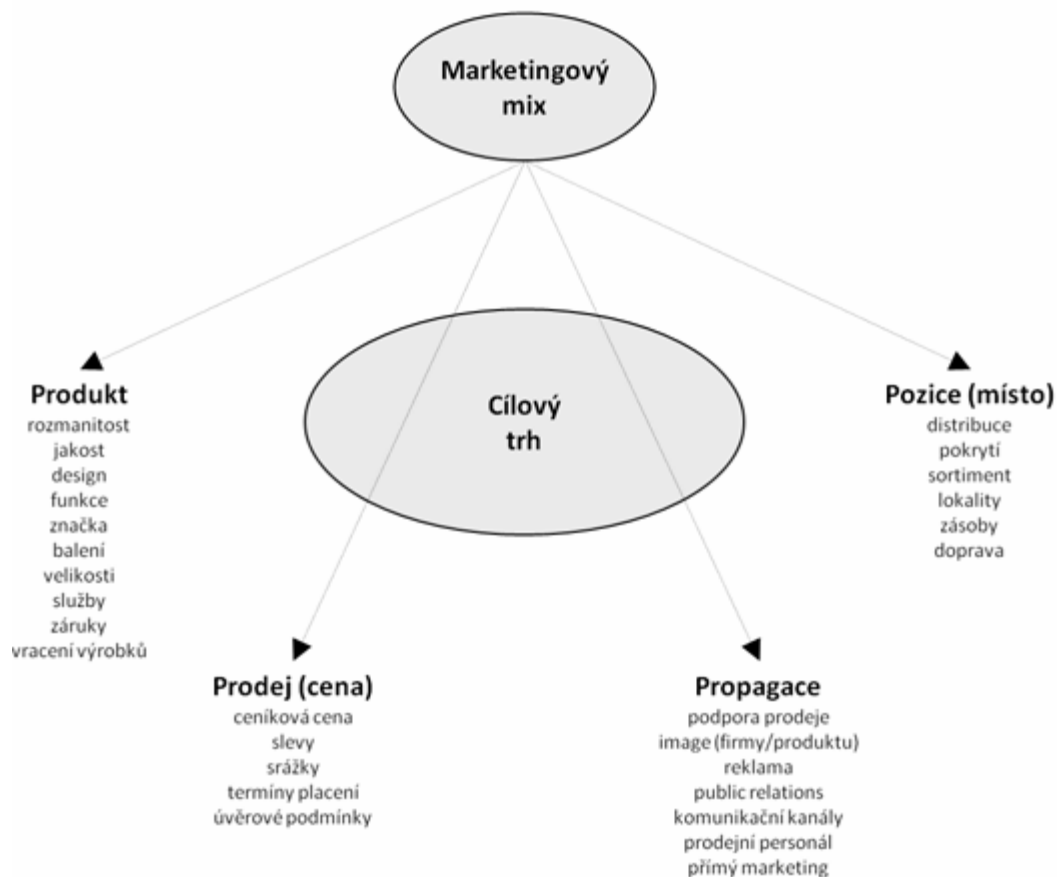 Marketingový
mix
Cílový
trh
Produkt
rozmanitost
jakost
design
funkce
značka
balení
velikosti
služby
záruky
vracení výrobků
Prodej (cena)
ceníková cena
slevy
srážky
termíny placení
úvěrové podmínky
Propagace
podpora prodeje
image (firmy/produktu)
reklama
public relations
komunikační kanály
prodejní personál
přímý marketing
Pozice (místo)
distribuce
pokrytí
sortiment
lokality
zásoby
doprava